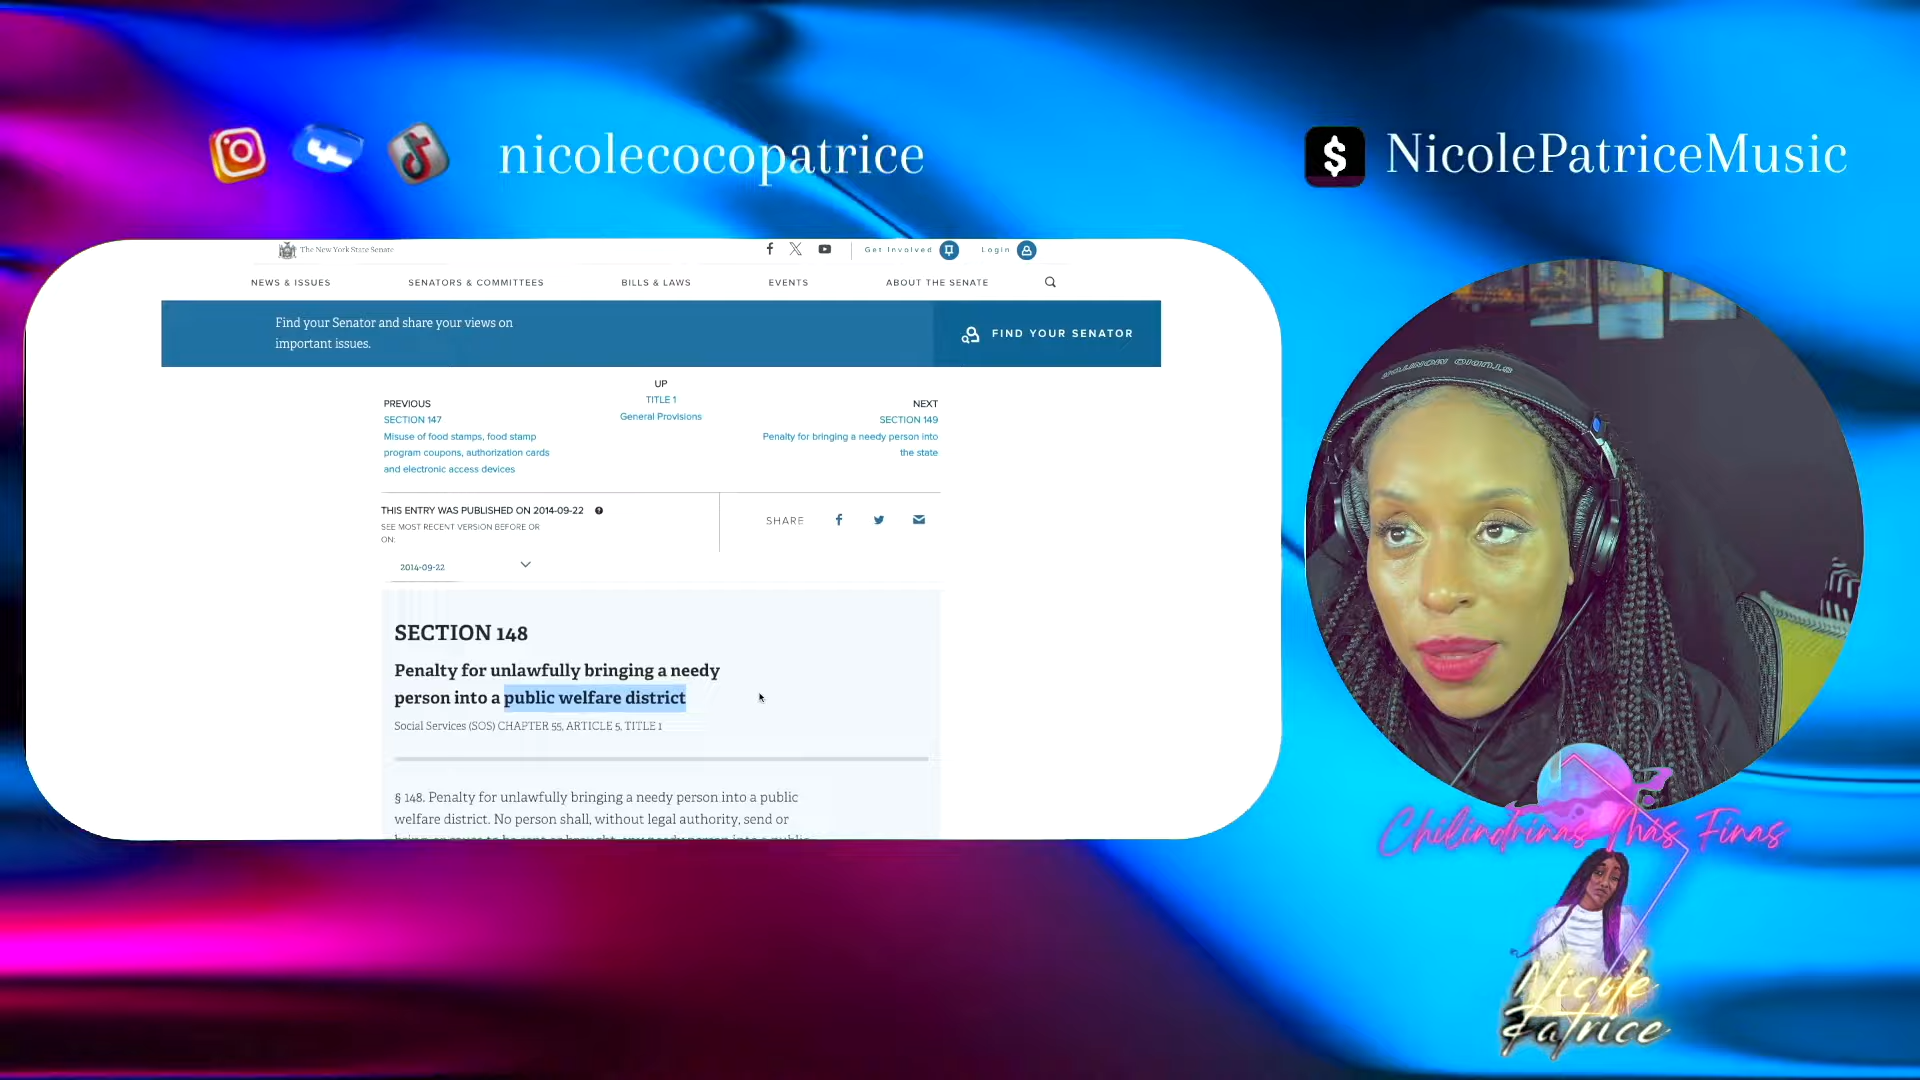 nicolecocopatrice
$ NicolePatriceMusic
The New York State Senate
Get Involved
Login
NEWS & ISSUES
SENATORS & COMMITTEES
BILLS & LAWS
EVENTS
ABOUT THE SENATE
Find your Senator and share your views on
important issues.
FIND YOUR SENATOR
PREVIOUS
SECTION 147
Misuse of food stamps, food stamp
program coupons, authorization cards
and electronic access devices
UP
TITLE 1
General Provisions
NEXT
SECTION 149
Penalty for bringing a needy person into
the state
THIS ENTRY WAS PUBLISHED ON 2014-09-22
SEE MOST RECENT VERSION BEFORE OR
ON:
2014-09-22
SHARE
SECTION 148
Penalty for unlawfully bringing a needy
person into a public welfare district
Social Services (SOS) CHAPTER 55, ARTICLE 5, TITLE 1
§ 148. Penalty for unlawfully bringing a needy person into a public
welfare district. No person shall, without legal authority, send or
Chilindrinas Más Finas
Nicole
Patrice